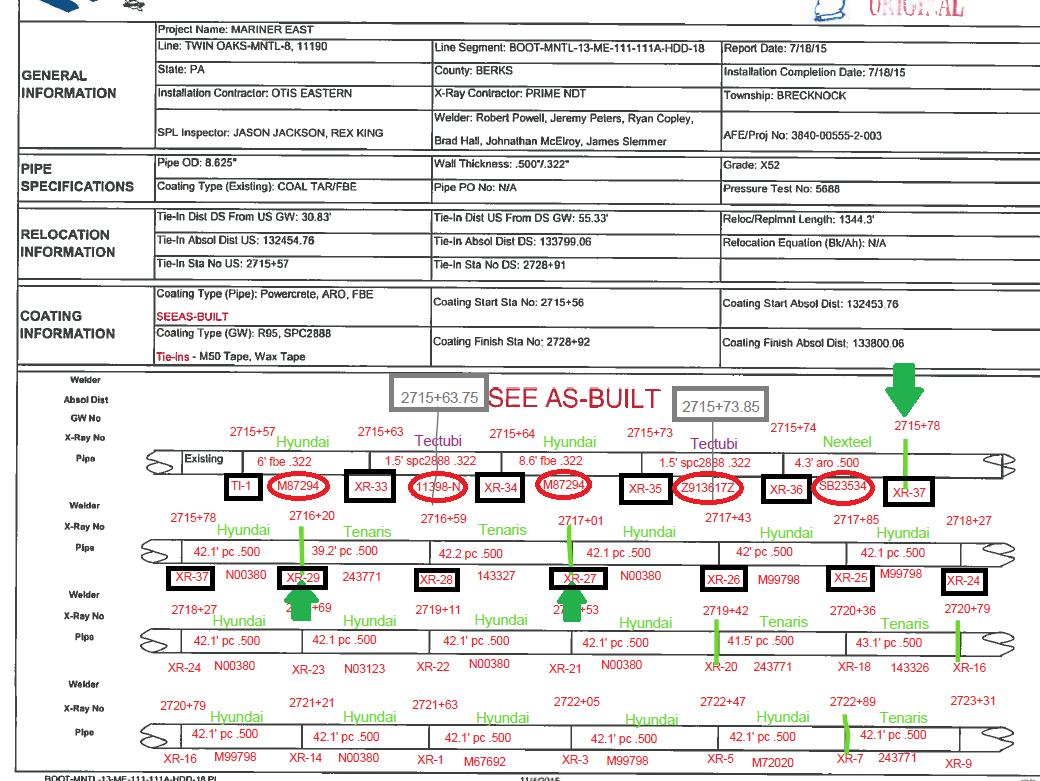 ORIGINAL
GENERAL INFORMATION
Project Name: MARINER EAST
Line: TWIN OAKS-MNTL-8, 11190
Line Segment: BOOT-MNTL-13-ME-111-111A-HDD-18
Report Date: 7/18/15
State: PA
County: BERKS
Installation Completion Date: 7/18/15
Installation Contractor: OTIS EASTERN
X-Ray Contractor: PRIME NDT
Township: BRECKNOCK
SPL Inspector: JASON JACKSON, REX KING
Welder: Robert Powell, Jeremy Peters, Ryan Copley,
Brad Hall, Johnathan McElroy, James Slemmer
AFE/Proj No: 3840-00555-2-003
PIPE SPECIFICATIONS
Pipe OD: 8.625"
Wall Thickness: .500"/.322"
Grade: X52
Coating Type (Existing): COAL TAR/FBE
Pipe PO No: N/A
Pressure Test No: 5688
RELOCATION INFORMATION
Tie-In Dist DS From US GW: 30.83'
Tie-In Dist US From DS GW: 55.33'
Reloc/Replmnt Length: 1344.3'
Tie-In Absol Dist US: 132454.76
Tie-In Absol Dist DS: 133799.06
Relocation Equation (Bk/Ah): N/A
Tie-In Sta No US: 2715+57
Tie-In Sta No DS: 2728+91
COATING INFORMATION
Coating Type (Pipe): Powercrete, ARO, FBE
SEEAS-BUILT
Coating Start Sta No: 2715+56
Coating Start Absol Dist: 132453.76
Coating Type (GW): R95, SPC2888
Tie-Ins - M50 Tape, Wax Tape
Coating Finish Sta No: 2728+92
Coating Finish Absol Dist: 133800.06
Welder
Absol Dist
2715+63.75
SEE AS-BUILT
2715+73.85
GW No
2715+57 2715+63 2715+64 2715+73 2715+74 2715+78
X-Ray No
Hyundai Tectubi Hyundai Tectubi Nexteel
Pipe
Existing 6' fbe .322 1.5' spc2888 .322 8.6' fbe .322 1.5' spc2888 .322 4.3' aro .500
TI-1 M87294 XR-33 11398-N XR-34 M87294 XR-35 Z913617Z XR-36 SB23534 XR-37
Welder
2715+78 2716+20 2716+59 2717+01 2717+43 2717+85 2718+27
X-Ray No
Hyundai Tenaris Tenaris Hyundai Hyundai Hyundai
Pipe
42.1' pc .500 39.2' pc .500 42.2 pc .500 42.1 pc .500 42' pc .500 42.1 pc .500
XR-37 N00380 XR-29 243771 XR-28 143327 XR-27 N00380 XR-26 M99798 XR-25 M99798 XR-24
Welder
2718+27 +69 2719+11 +53 2719+42 2720+36 2720+79
X-Ray No
Hyundai Hyundai Hyundai Hyundai Tenaris Tenaris
Pipe
42.1' pc .500 42.1 pc .500 42.1' pc .500 42.1' pc .500 41.5' pc .500 43.1' pc .500
XR-24 N00380 XR-23 N03123 XR-22 N00380 XR-21 N00380 XR-20 243771 XR-18 143326 XR-16
Welder
2720+79 2721+21 2721+63 2722+05 2722+47 2722+89 2723+31
X-Ray No
Hyundai Hyundai Hyundai Hyundai Hyundai Tenaris
Pipe
42.1' pc .500 42.1' pc .500 42.1' pc .500 42.1' pc .500 42.1' pc .500 42.1' pc .500
XR-16 M99798 XR-14 N00380 XR-1 M67692 XR-3 M99798 XR-5 M72020 XR-7 243771 XR-9
BOOT-MNTL-13-ME-111-111A-HDD-18 PI
11/4/2015